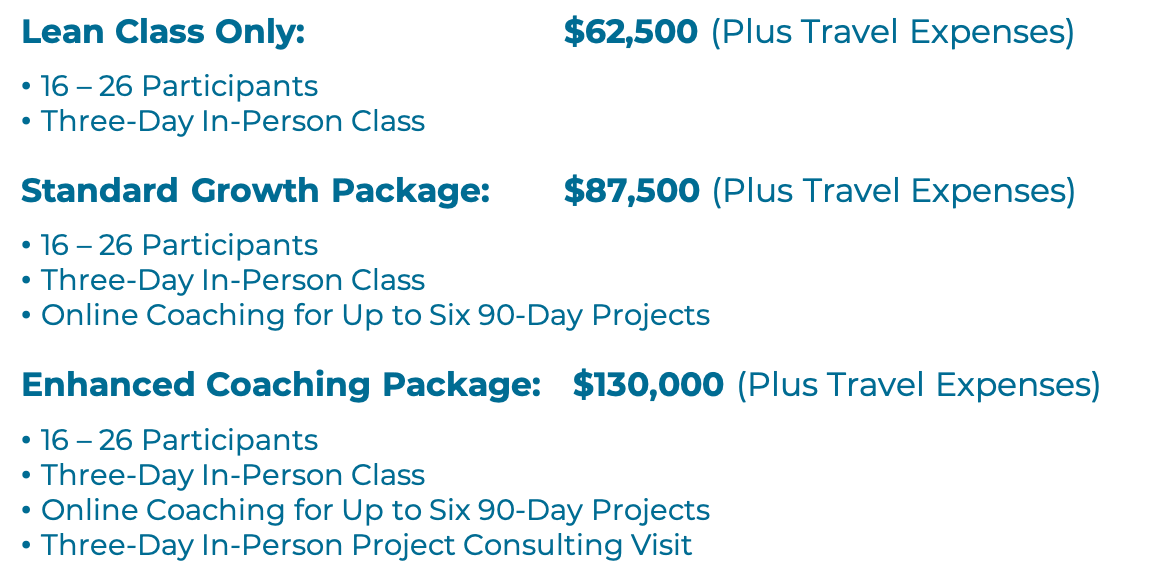 Lean Class Only: $62,500 (Plus Travel Expenses)
• 16 – 26 Participants
• Three-Day In-Person Class
Standard Growth Package: $87,500 (Plus Travel Expenses)
• 16 – 26 Participants
• Three-Day In-Person Class
• Online Coaching for Up to Six 90-Day Projects
Enhanced Coaching Package: $130,000 (Plus Travel Expenses)
• 16 – 26 Participants
• Three-Day In-Person Class
• Online Coaching for Up to Six 90-Day Projects
• Three-Day In-Person Project Consulting Visit